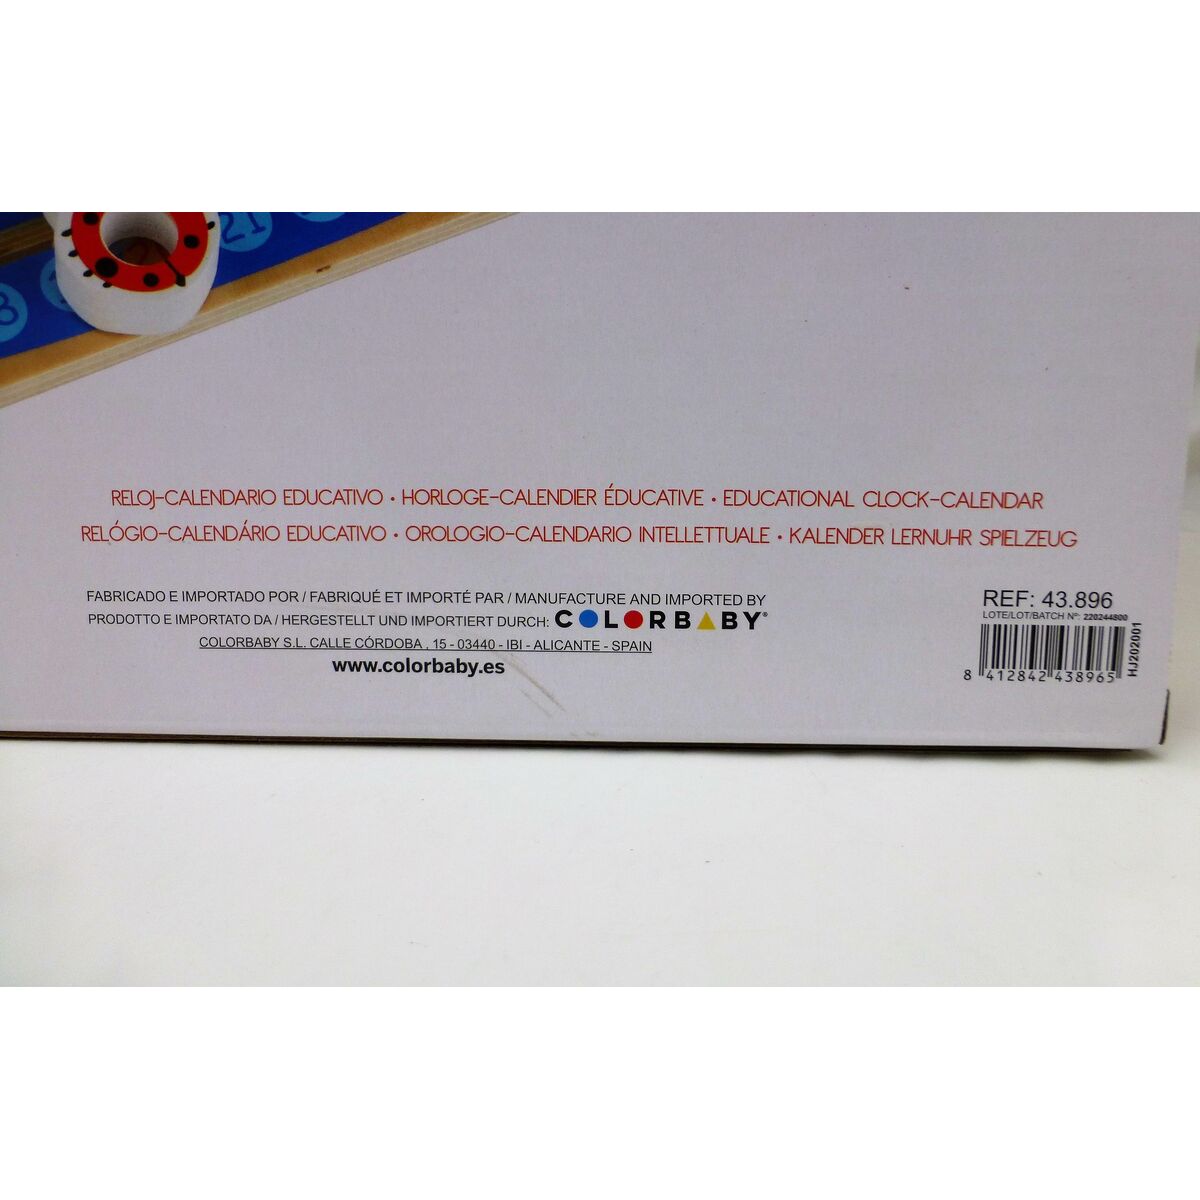 21
8
RELOJ-CALENDARIO EDUCATIVO • HORLOGE-CALENDIER ÉDUCATIVE • EDUCATIONAL CLOCK-CALENDAR
RELÓGIO-CALENDÁRIO EDUCATIVO • OROLOGIO-CALENDARIO INTELLETTUALE • KALENDER LERNUHR SPIELZEUG
FABRICADO E IMPORTADO POR / FABRIQUÉ ET IMPORTÉ PAR / MANUFACTURE AND IMPORTED BY
PRODOTTO E IMPORTATO DA / HERGESTELLT UND IMPORTIERT DURCH: COLORBABY®
COLORBABY S.L. CALLE CÓRDOBA , 15 - 03440 - IBI - ALICANTE - SPAIN
www.colorbaby.es
REF: 43.896
LOTE/LOT/BATCH Nº: 220244800
8 412842 438965
HJ202001